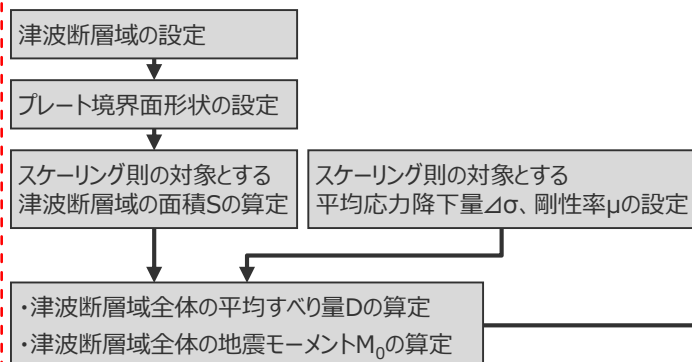 津波断層域の設定
プレート境界面形状の設定
スケーリング則の対象とする
津波断層域の面積Sの算定
スケーリング則の対象とする
平均応力降下量⊿σ、剛性率μの設定
・津波断層域全体の平均すべり量Dの算定
・津波断層域全体の地震モーメントM₀の算定